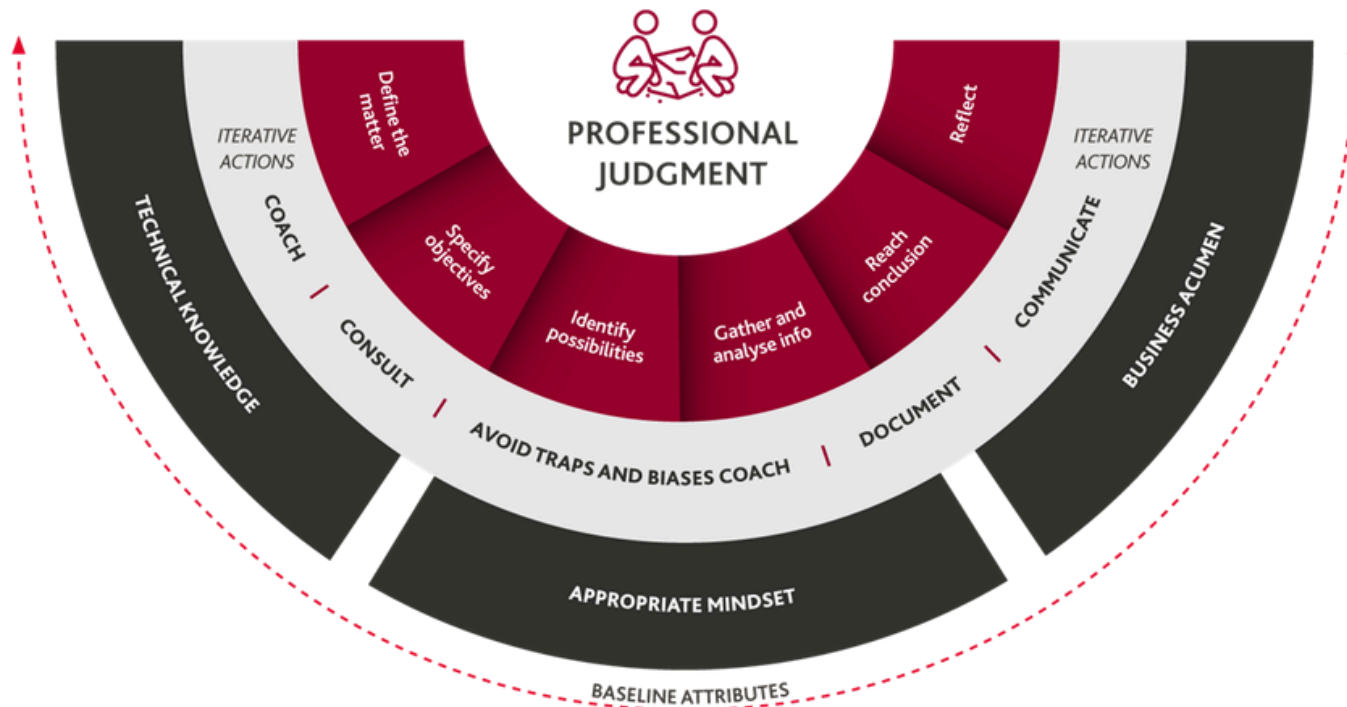 PROFESSIONAL
JUDGMENT
Define the
matter
Specify
objectives
Identify
possibilities
Gather and
analyse info
Reach
conclusion
Reflect
ITERATIVE
ACTIONS
COACH | CONSULT | AVOID TRAPS AND BIASES COACH | DOCUMENT | COMMUNICATE
ITERATIVE
ACTIONS
TECHNICAL KNOWLEDGE
APPROPRIATE MINDSET
BUSINESS ACUMEN
BASELINE ATTRIBUTES